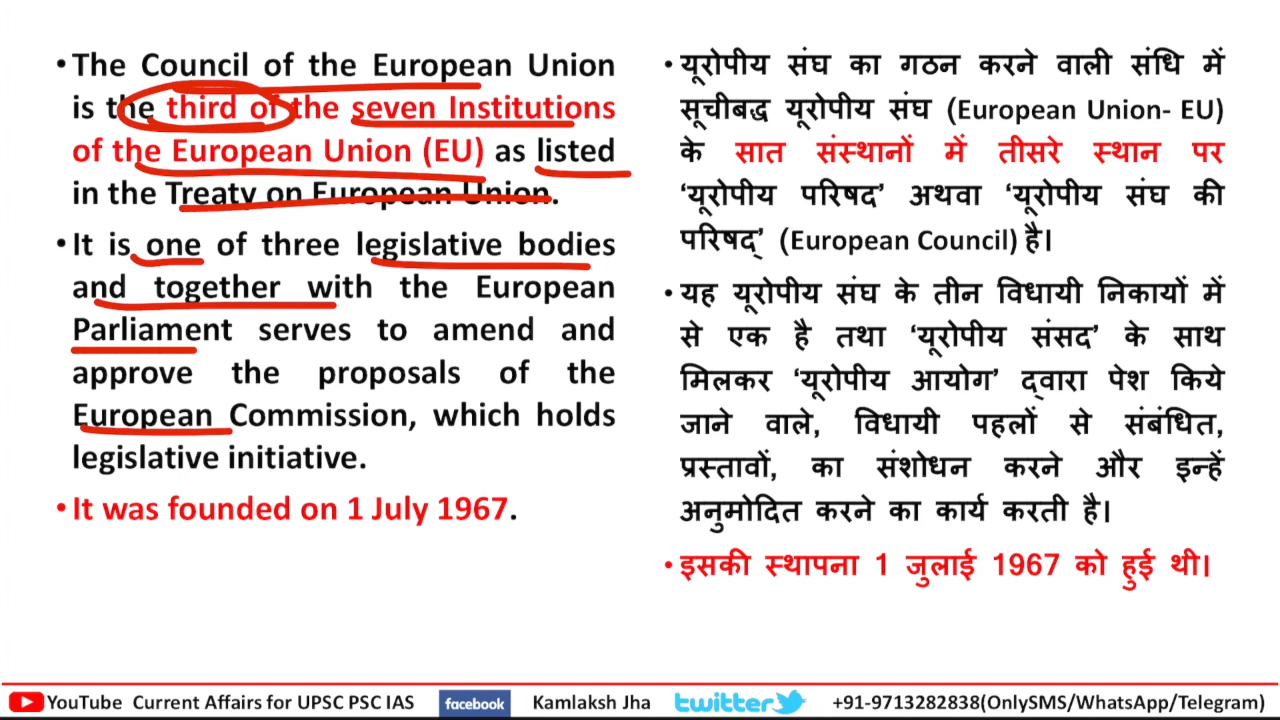 •The Council of the European Union
is the third of the seven Institutions
of the European Union (EU) as listed
in the Treaty on European Union.
•It is one of three legislative bodies
and together with the European
Parliament serves to amend and
approve the proposals of the
European Commission, which holds
legislative initiative.
•It was founded on 1 July 1967.
•यूरोपीय संघ का गठन करने वाली संधि में
सूचीबद्ध यूरोपीय संघ (European Union- EU)
के सात संस्थानों में तीसरे स्थान पर
‘यूरोपीय परिषद’ अथवा ‘यूरोपीय संघ की
परिषद्’ (European Council) है।
•यह यूरोपीय संघ के तीन विधायी निकायों में
से एक है तथा ‘यूरोपीय संसद’ के साथ
मिलकर ‘यूरोपीय आयोग’ द्वारा पेश किये
जाने वाले, विधायी पहलों से संबंधित,
प्रस्तावों, का संशोधन करने और इन्हें
अनुमोदित करने का कार्य करती है।
•इसकी स्थापना 1 जुलाई 1967 को हुई थी।
YouTube Current Affairs for UPSC PSC IAS facebook Kamlaksh Jha twitter +91-9713282838(OnlySMS/WhatsApp/Telegram)